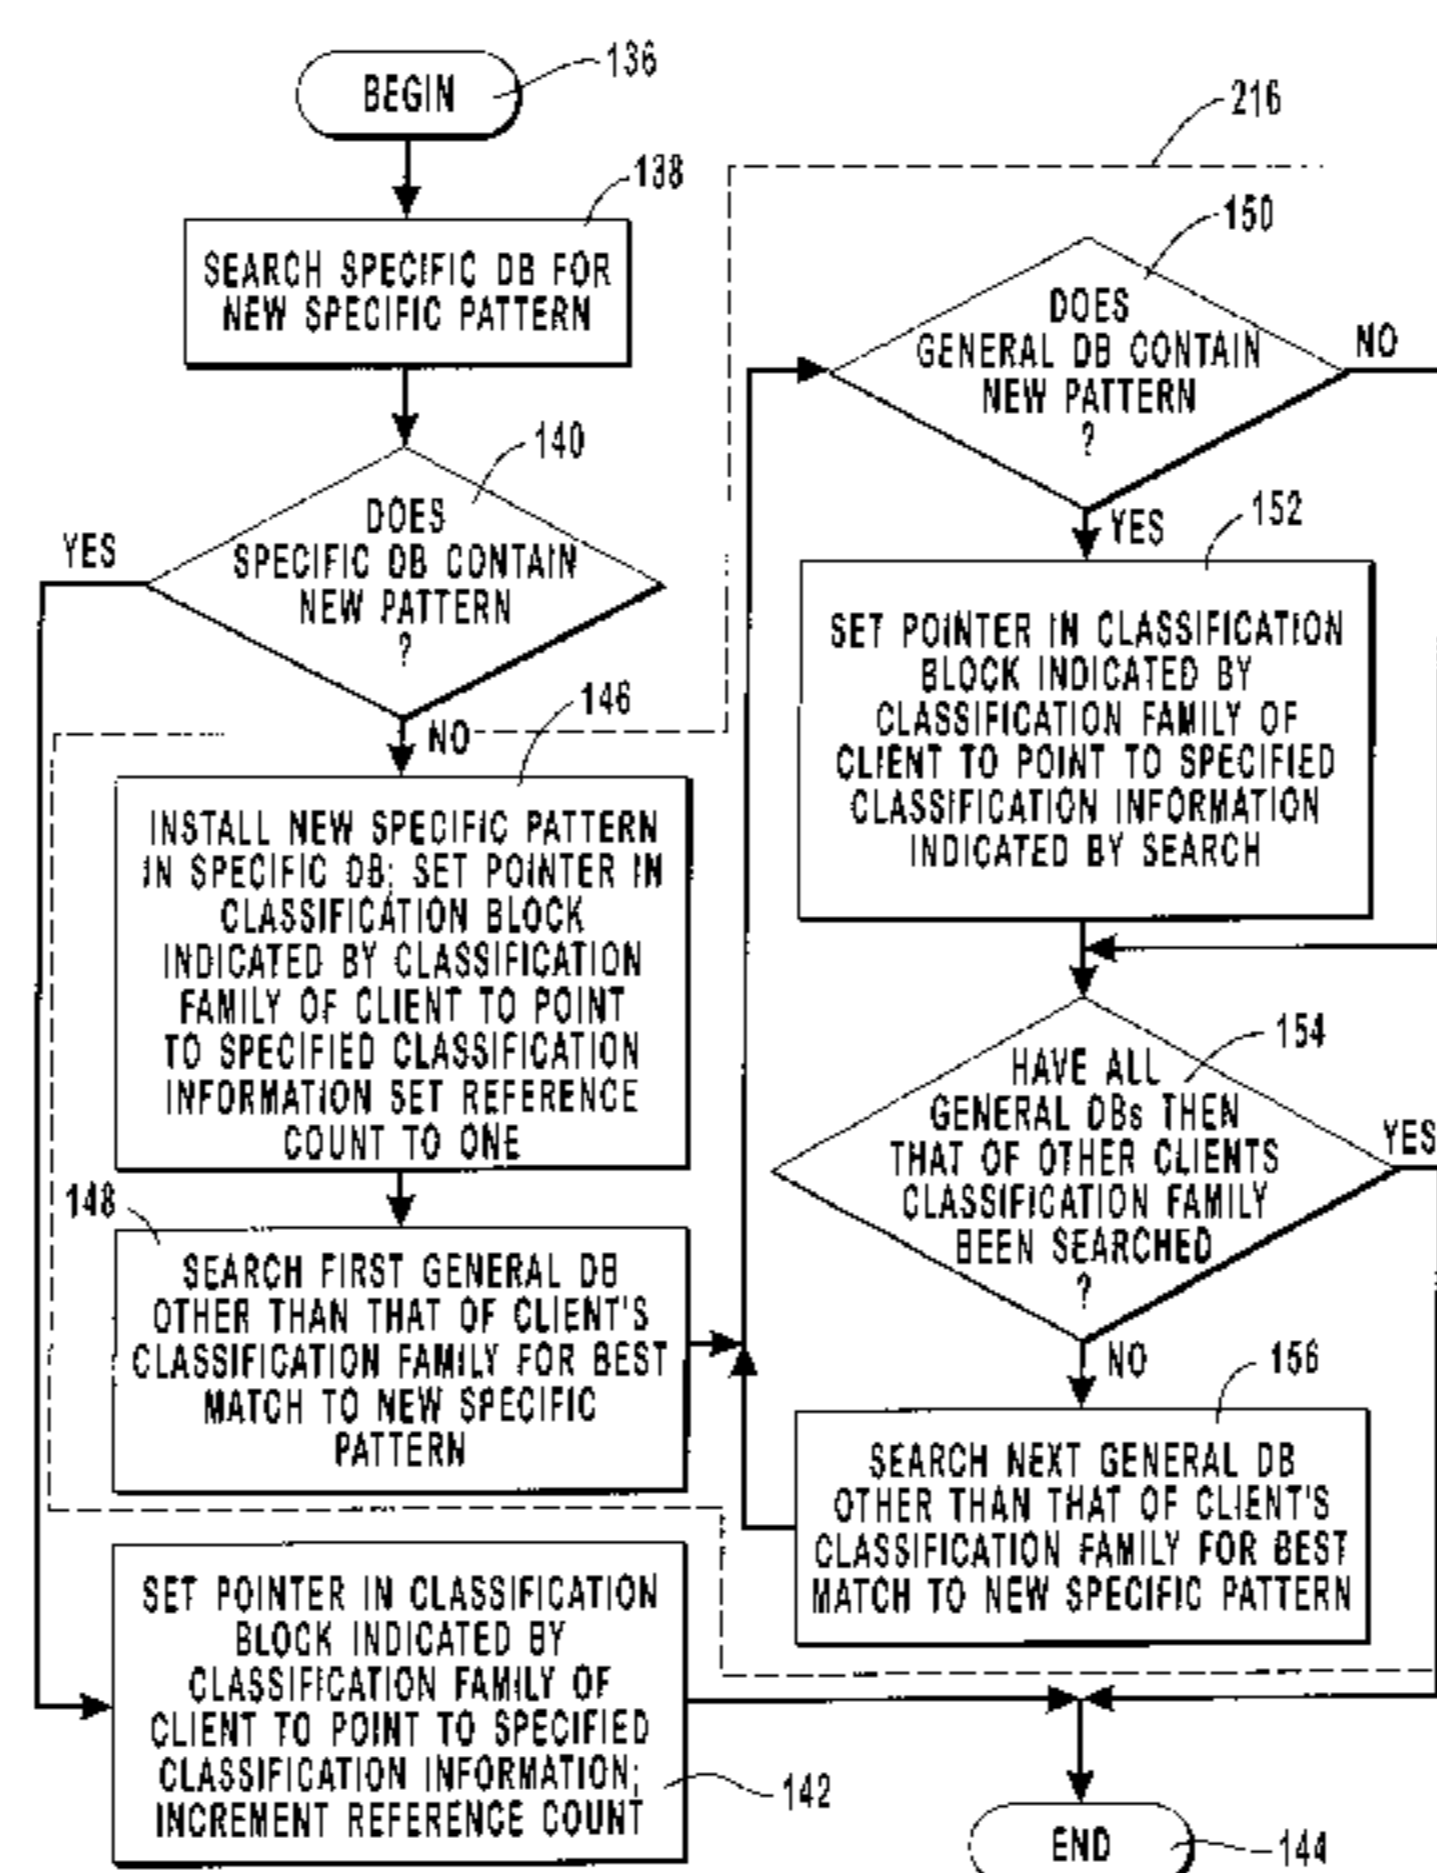 BEGIN
136
138
SEARCH SPECIFIC DB FOR
NEW SPECIFIC PATTERN
140
DOES
SPECIFIC DB CONTAIN
NEW PATTERN
?
YES
NO
146
INSTALL NEW SPECIFIC PATTERN
IN SPECIFIC DB; SET POINTER IN
CLASSIFICATION BLOCK
INDICATED BY CLASSIFICATION
FAMILY OF CLIENT TO POINT
TO SPECIFIED CLASSIFICATION
INFORMATION SET REFERENCE
COUNT TO ONE
148
SEARCH FIRST GENERAL DB
OTHER THAN THAT OF CLIENT'S
CLASSIFICATION FAMILY FOR BEST
MATCH TO NEW SPECIFIC
PATTERN
SET POINTER IN CLASSIFICATION
BLOCK INDICATED BY
CLASSIFICATION FAMILY OF
CLIENT TO POINT TO SPECIFIED
CLASSIFICATION INFORMATION;
INCREMENT REFERENCE COUNT
142
216
150
DOES
GENERAL DB CONTAIN
NEW PATTERN
?
NO
YES
152
SET POINTER IN CLASSIFICATION
BLOCK INDICATED BY
CLASSIFICATION FAMILY OF
CLIENT TO POINT TO SPECIFIED
CLASSIFICATION INFORMATION
INDICATED BY SEARCH
154
HAVE ALL
GENERAL DBs THEN
THAT OF OTHER CLIENTS
CLASSIFICATION FAMILY
BEEN SEARCHED
?
YES
NO
156
SEARCH NEXT GENERAL DB
OTHER THAN THAT OF CLIENT'S
CLASSIFICATION FAMILY FOR BEST
MATCH TO NEW SPECIFIC PATTERN
END
144